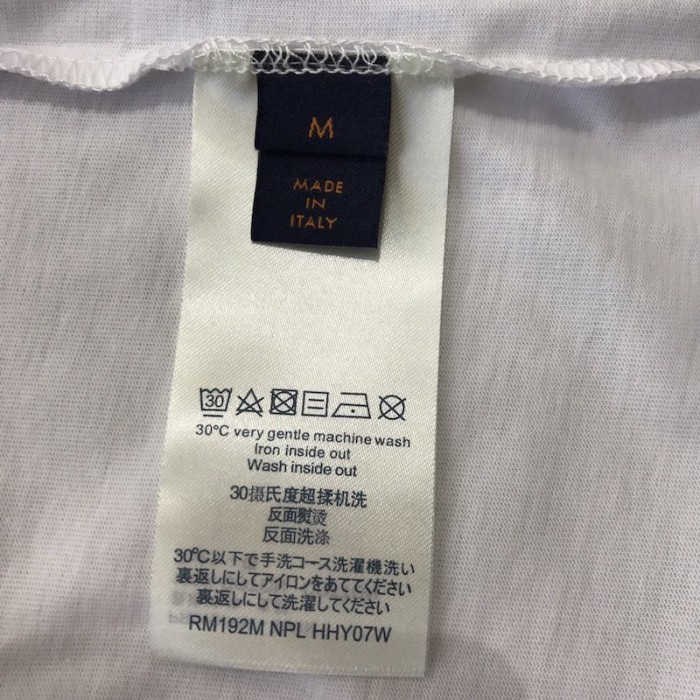 M
MADE
IN
ITALY
30
30°C very gentle machine wash
Iron inside out
Wash inside out
30摄氏度超揉机洗
反面熨烫
反面洗涤
30℃以下で手洗コース洗濯機洗い
裏返しにしてアイロンをあててください
裏返しにして洗濯してください
RM192M NPL HHY07W